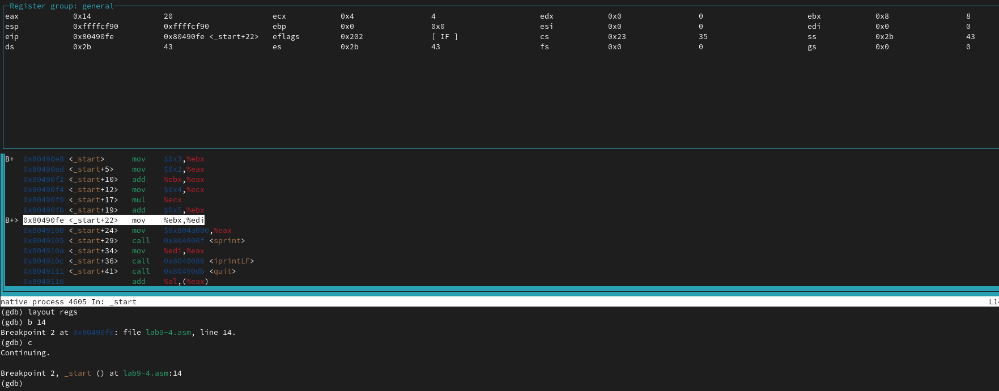 Register group: general
eax 0x14 20 ecx 0x4 4 edx 0x0 0 ebx 0x8 8
esp 0xffffcf90 0xffffcf90 ebp 0x0 0x0 esi 0x0 0 edi 0x0 0
eip 0x80490fe 0x80490fe <_start+22> eflags 0x202 [ IF ] cs 0x23 35 ss 0x2b 43
ds 0x2b 43 es 0x2b 43 fs 0x0 0 gs 0x0 0
B+ 0x80490e8 <_start> mov $0x3,%ebx
0x80490ed <_start+5> mov $0x2,%eax
0x80490f2 <_start+10> add %ebx,%eax
0x80490f4 <_start+12> mov $0x4,%ecx
0x80490f9 <_start+17> mul %ecx
0x80490fb <_start+19> add $0x5,%ebx
B+> 0x80490fe <_start+22> mov %ebx,%edi
0x8049100 <_start+24> mov $0x804a000,%eax
0x8049105 <_start+29> call 0x804900f <sprint>
0x804910a <_start+34> mov %edi,%eax
0x804910c <_start+36> call 0x8049086 <iprintLF>
0x8049111 <_start+41> call 0x80490db <quit>
0x8049116 add %al,(%eax)
native process 4605 In: _start L14
(gdb) layout regs
(gdb) b 14
Breakpoint 2 at 0x80490fe: file lab9-4.asm, line 14.
(gdb) c
Continuing.
Breakpoint 2, _start () at lab9-4.asm:14
(gdb)